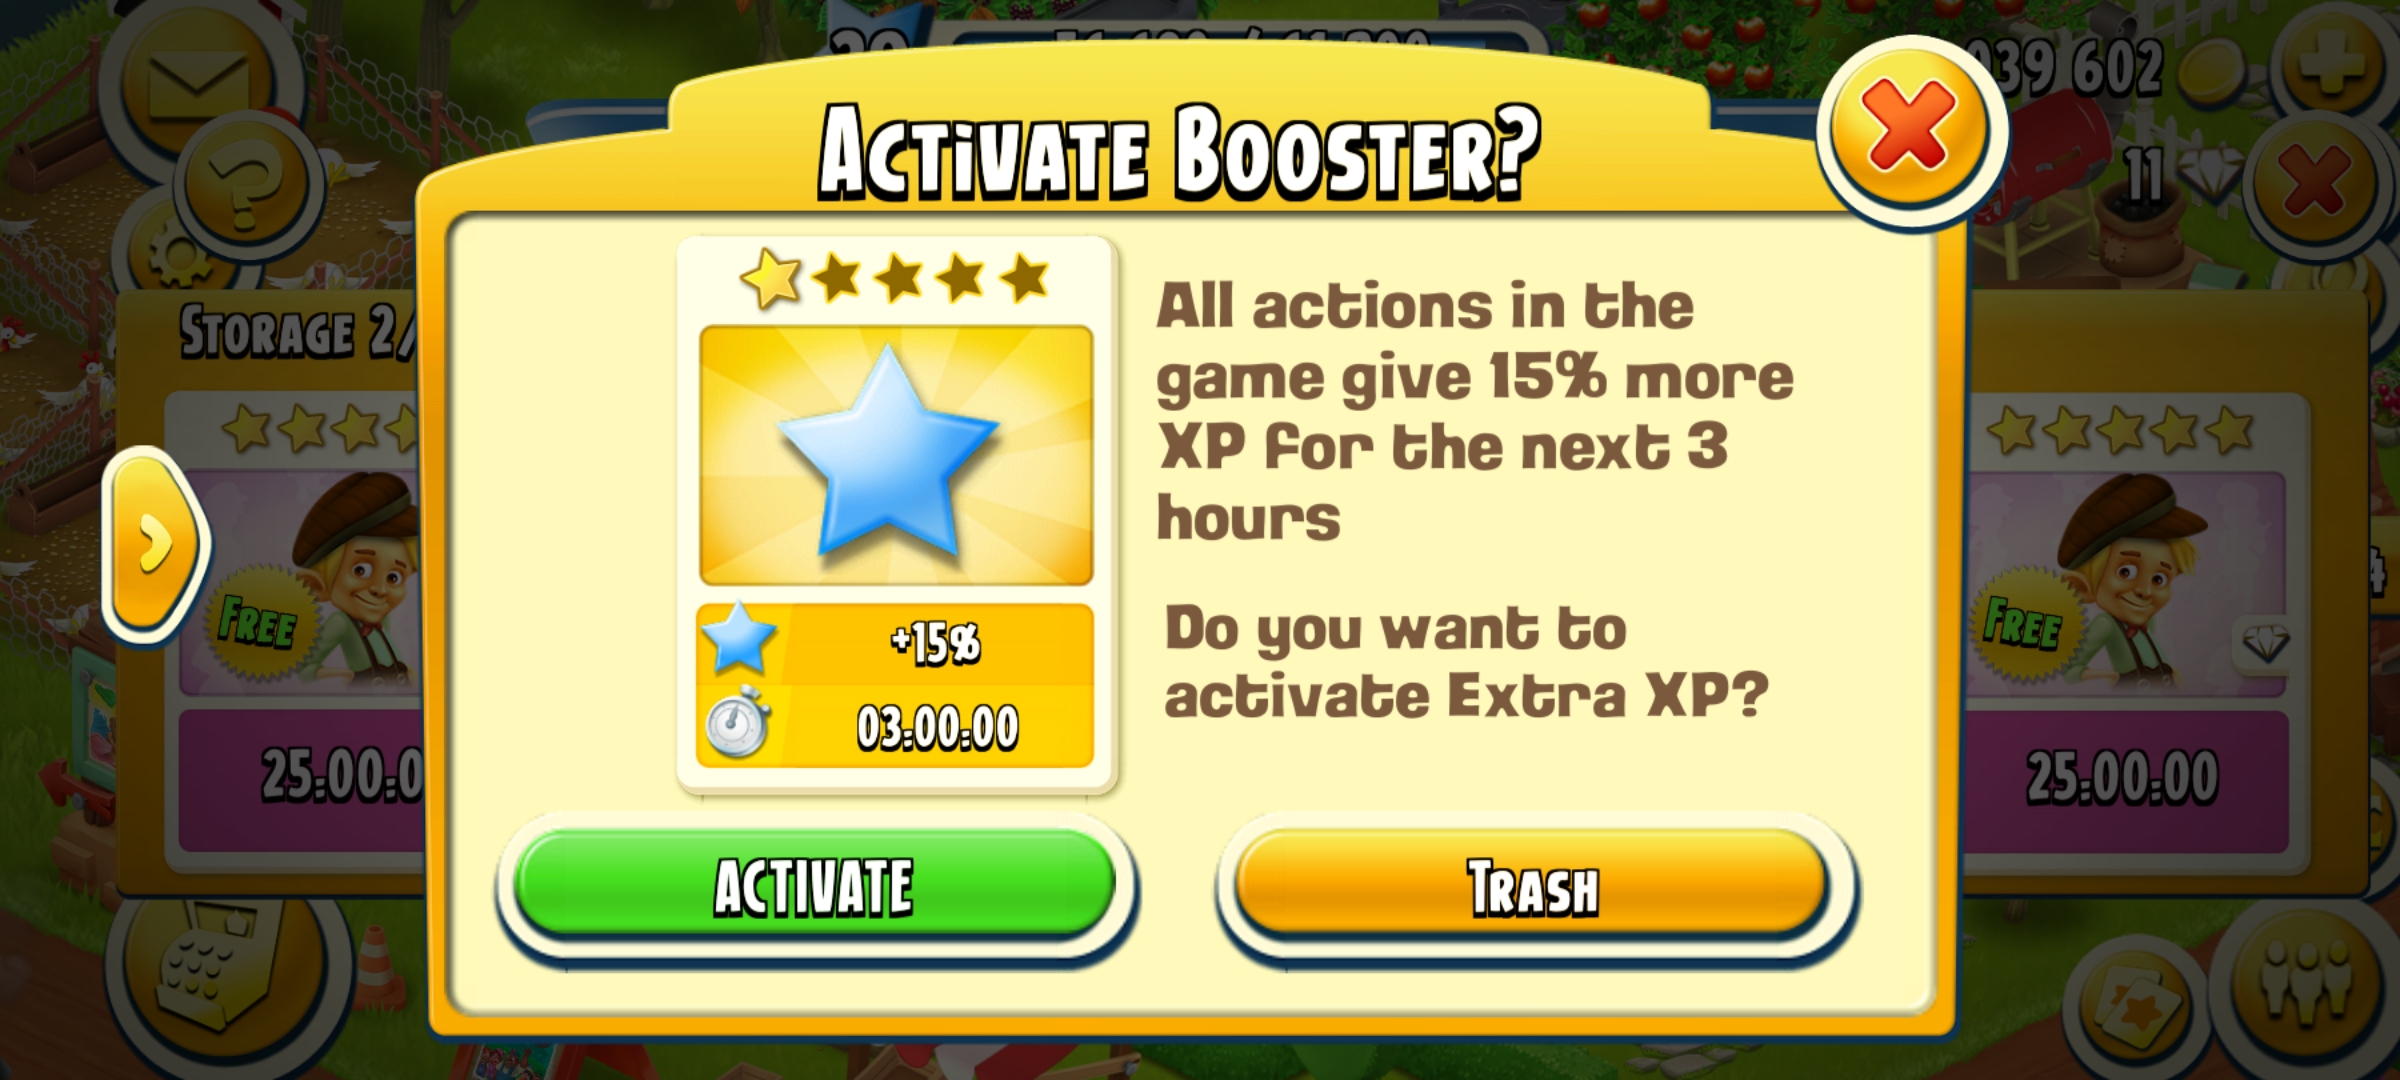 ACTIVATE BOOSTER?
All actions in the
game give 15% more
XP for the next 3
hours
Do you want to
activate Extra XP?
+15%
03:00:00
ACTIVATE
TRASH
STORAGE 2/
FREE
25:00:0
FREE
25:00:00
39 602
11